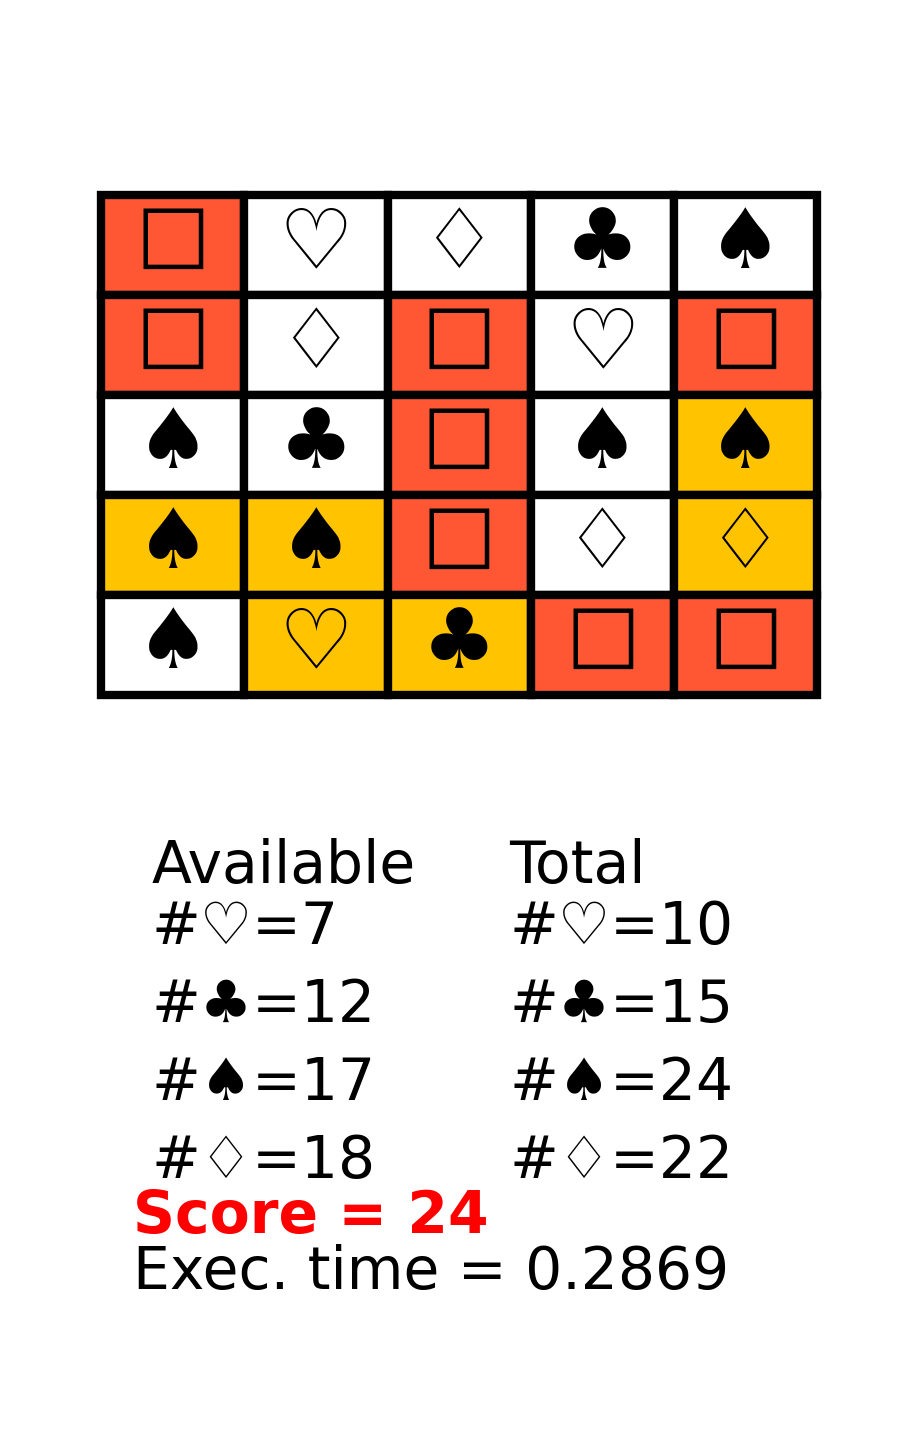 □ ♡ ♢ ♣ ♠
□ ♢ □ ♡ □
♠ ♣ □ ♠ ♠
♠ ♠ □ ♢ ♢
♠ ♡ ♣ □ □
Available Total
#♡=7 #♡=10
#♣=12 #♣=15
#♠=17 #♠=24
#♢=18 #♢=22
Score = 24
Exec. time = 0.2869